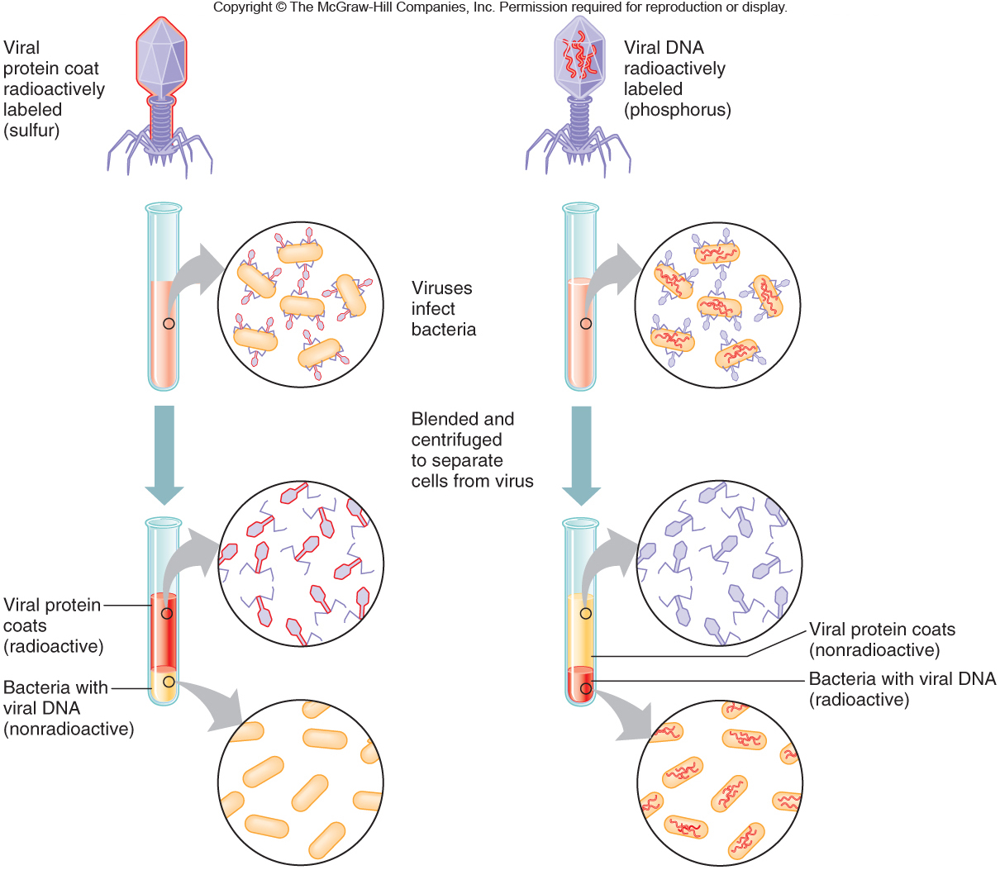 Copyright © The McGraw-Hill Companies, Inc. Permission required for reproduction or display.
Viral
protein coat
radioactively
labeled
(sulfur)
Viral DNA
radioactively
labeled
(phosphorus)
Viruses
infect
bacteria
Blended and
centrifuged
to separate
cells from virus
Viral protein
coats
(radioactive)
Bacteria with
viral DNA
(nonradioactive)
Viral protein coats
(nonradioactive)
Bacteria with viral DNA
(radioactive)